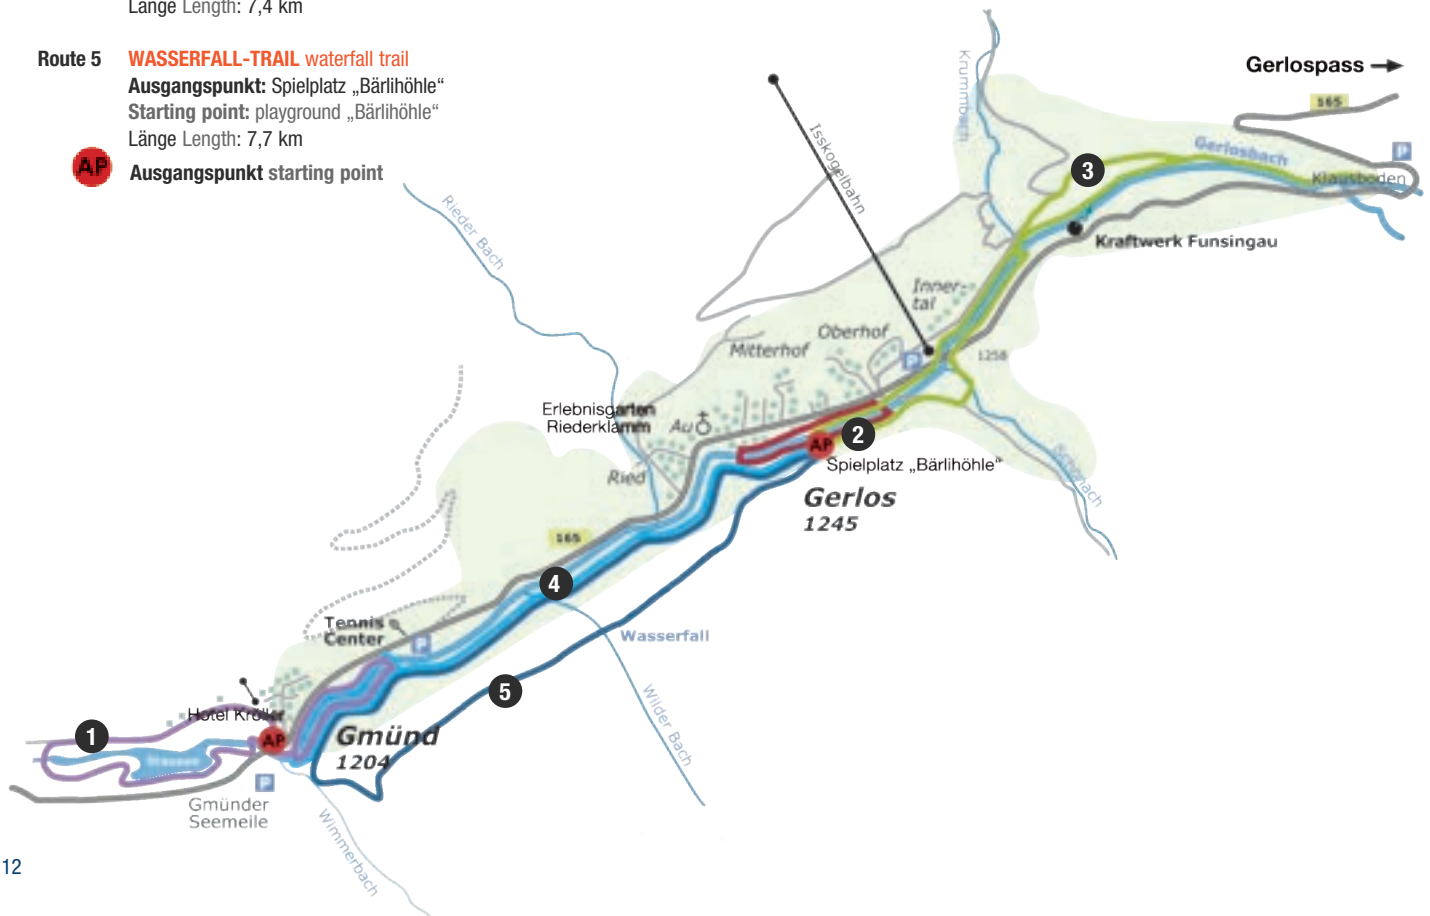 Länge Length: 7,4 km
Route 5 WASSERFALL-TRAIL waterfall trail
Ausgangspunkt: Spielplatz „Bärlihöhle“
Starting point: playground „Bärlihöhle“
Länge Length: 7,7 km
AP Ausgangspunkt starting point
Gerlospass
165
Krummbach
Isskogelbahn
Gerlosbach
P
3
Klausboden
Rieder Bach
Kraftwerk Funsingau
Inner-
tal
Oberhof
Mitterhof
P
1258
Erlebnisgarten
Riederklamm
Au
AP
2
Spielplatz „Bärlihöhle“
Ried
Schönach
Gerlos
1245
165
4
Tennis
Center
P
Wasserfall
5
Wilder Bach
Hotel Kröller
1
AP
Gmünd
1204
Stausee
P
Gmünder
Seemeile
Wimmerbach
12